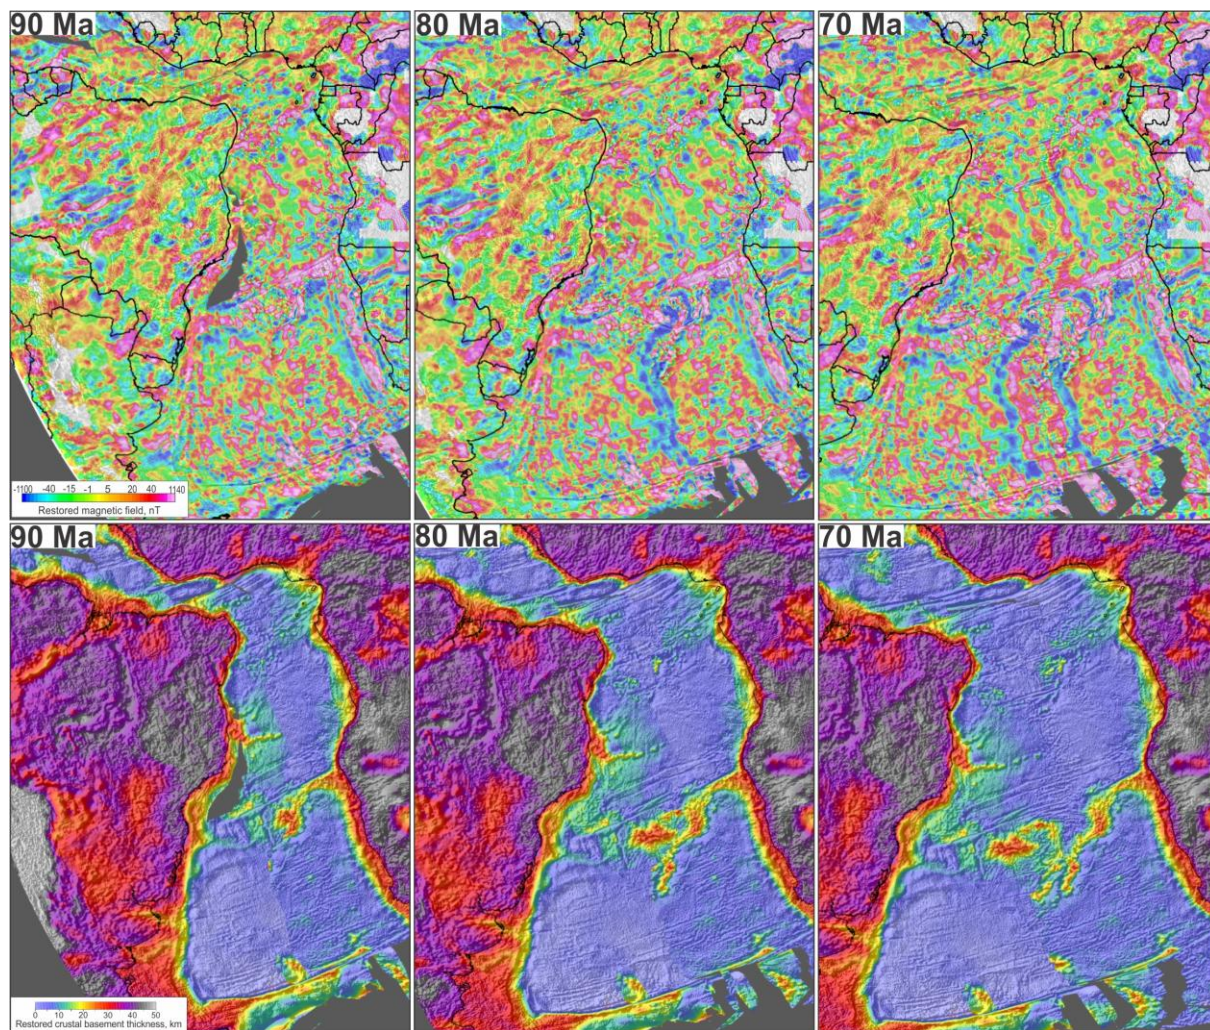 90 Ma
80 Ma
70 Ma
-1100 -40 -15 -1 5 20 40 1140
Restored magnetic field, nT
90 Ma
80 Ma
70 Ma
0 10 20 30 40 50
Restored crustal basement thickness, km